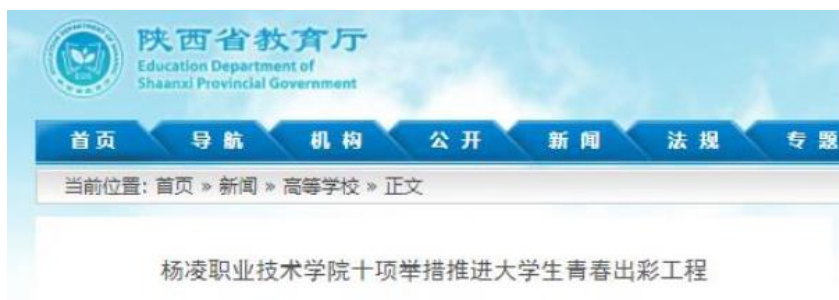 陕西省教育厅
Education Department of
Shaanxi Provincial Government
首页 导航 机构 公开 新闻 法规 专题
当前位置: 首页 » 新闻 » 高等学校 » 正文
杨凌职业技术学院十项举措推进大学生青春出彩工程